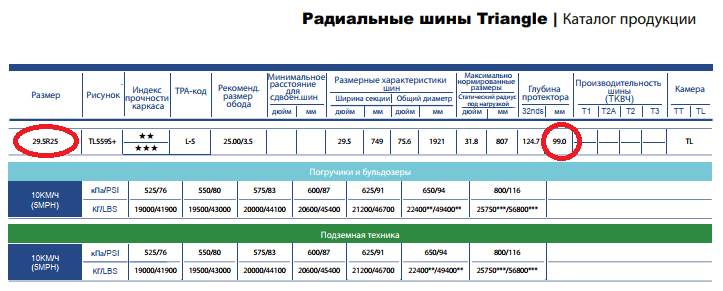 Радиальные шины Triangle | Каталог продукции
Размер Рисунок Индекс прочности каркаса TRA-код Рекоменд. размер обода Минимальное расстояние для сдвоен.шин Размерные характеристики шин Максимально нормированные размеры Глубина протектора Производительность шины (ТКВЧ) Камера
Ширина секции Общий диаметр Статический радиус под нагрузкой
дюйм мм дюйм мм дюйм мм дюйм мм 32nds мм T1 T2A T2 T3 TT TL
29.5R25 TL559S+ ★★ L-5 25.00/3.5 29.5 749 75.6 1921 31.8 807 124.7 99.0 — — — — TL
★★★
Погрузчики и бульдозеры
10KM/Ч (5MPH) кПа/PSI 525/76 550/80 575/83 600/87 625/91 650/94 800/116
КГ/LBS 19000/41900 19500/43000 20000/44100 20600/45400 21200/46700 22400**/49400** 25750***/56800***
Подземная техника
10KM/Ч (5MPH) кПа/PSI 525/76 550/80 575/83 600/87 625/91 650/94 800/116
КГ/LBS 19000/41900 19500/43000 20000/44100 20600/45400 21200/46700 22400**/49400** 25750***/56800***